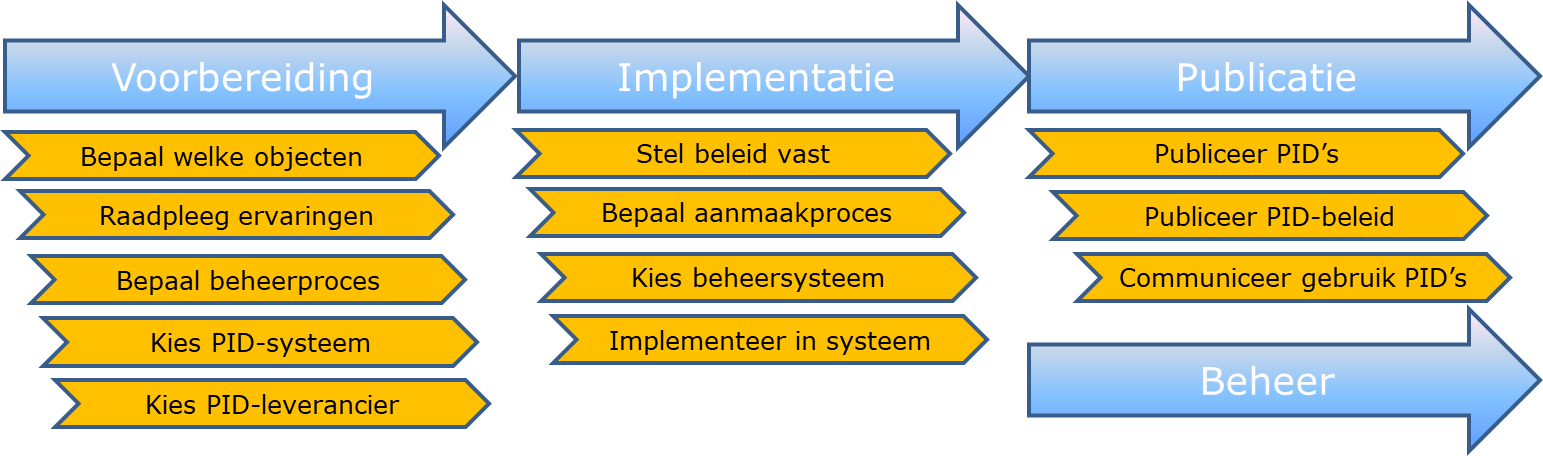 Voorbereiding
Bepaal welke objecten
Raadpleeg ervaringen
Bepaal beheerproces
Kies PID-systeem
Kies PID-leverancier
Implementatie
Stel beleid vast
Bepaal aanmaakproces
Kies beheersysteem
Implementeer in systeem
Publicatie
Publiceer PID’s
Publiceer PID-beleid
Communiceer gebruik PID’s
Beheer